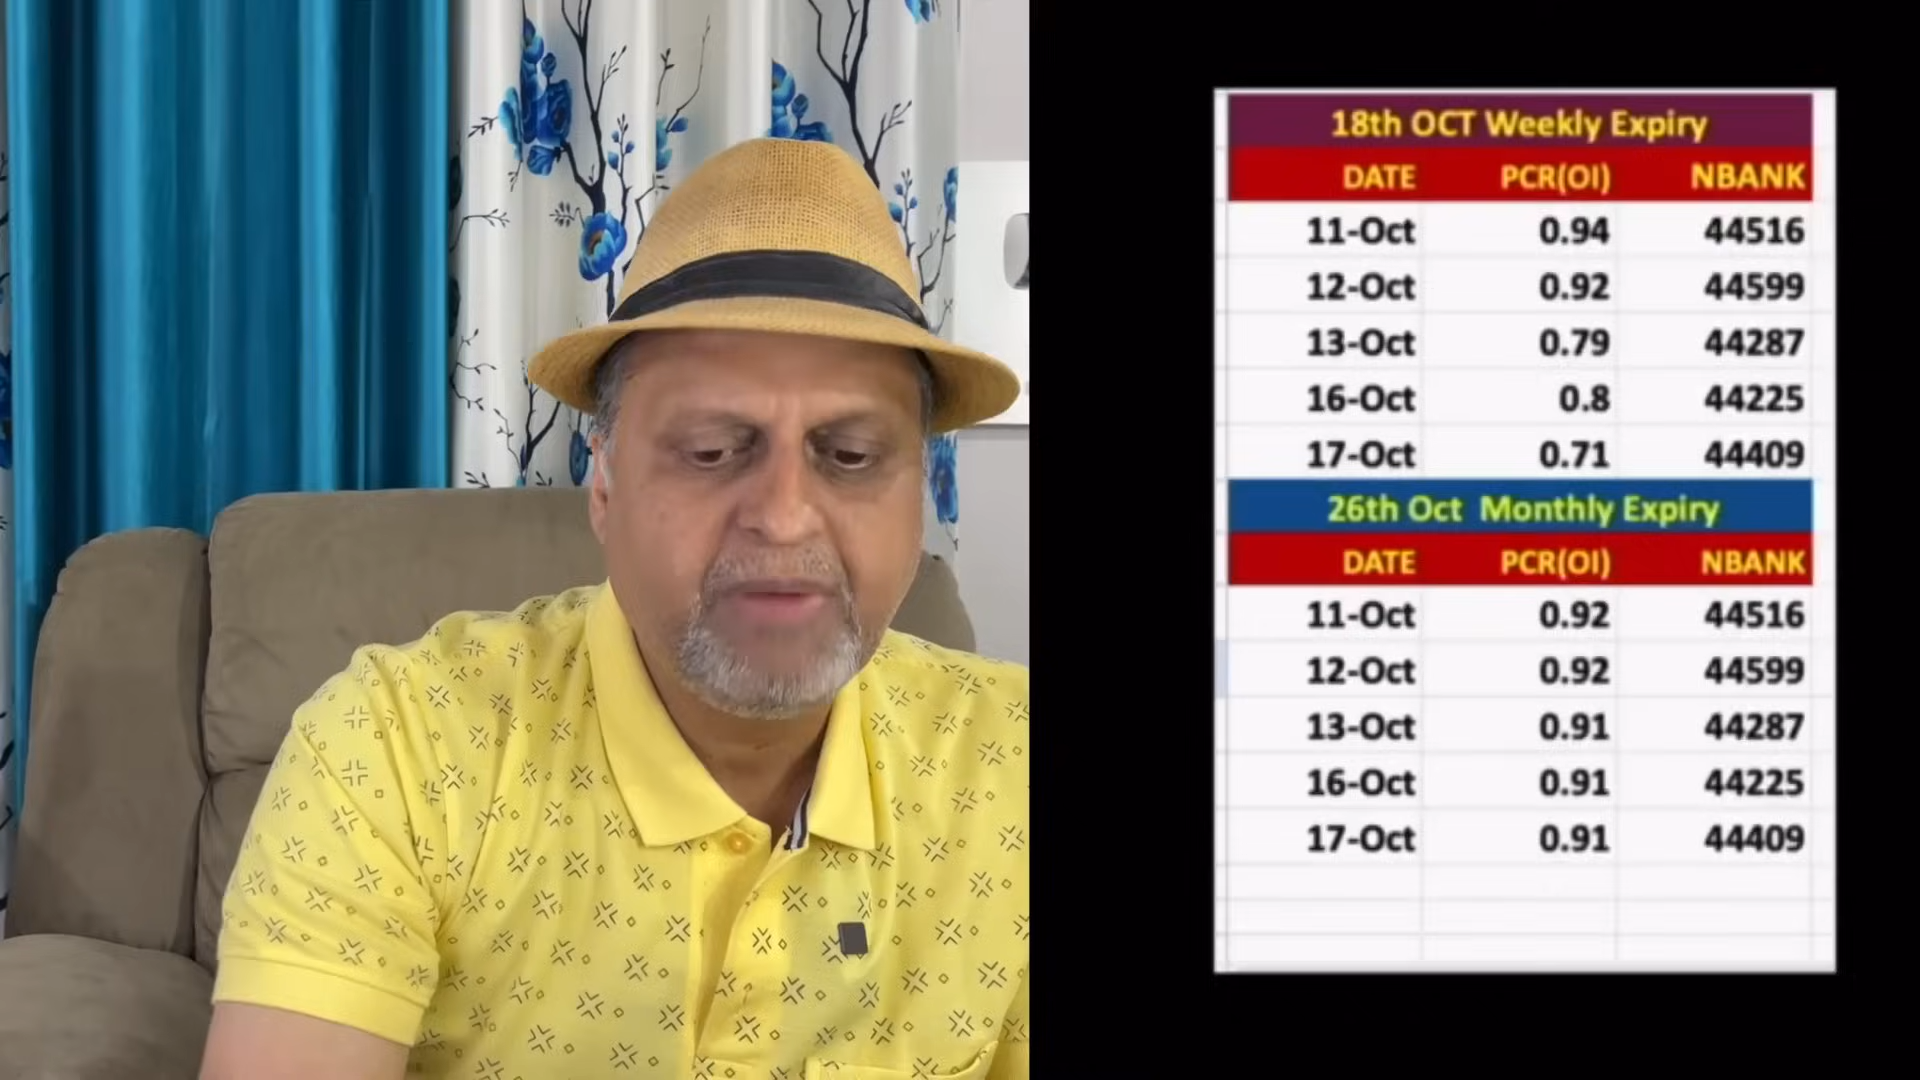 18th OCT Weekly Expiry
DATE PCR(OI) NBANK
11-Oct 0.94 44516
12-Oct 0.92 44599
13-Oct 0.79 44287
16-Oct 0.8 44225
17-Oct 0.71 44409
26th Oct Monthly Expiry
DATE PCR(OI) NBANK
11-Oct 0.92 44516
12-Oct 0.92 44599
13-Oct 0.91 44287
16-Oct 0.91 44225
17-Oct 0.91 44409